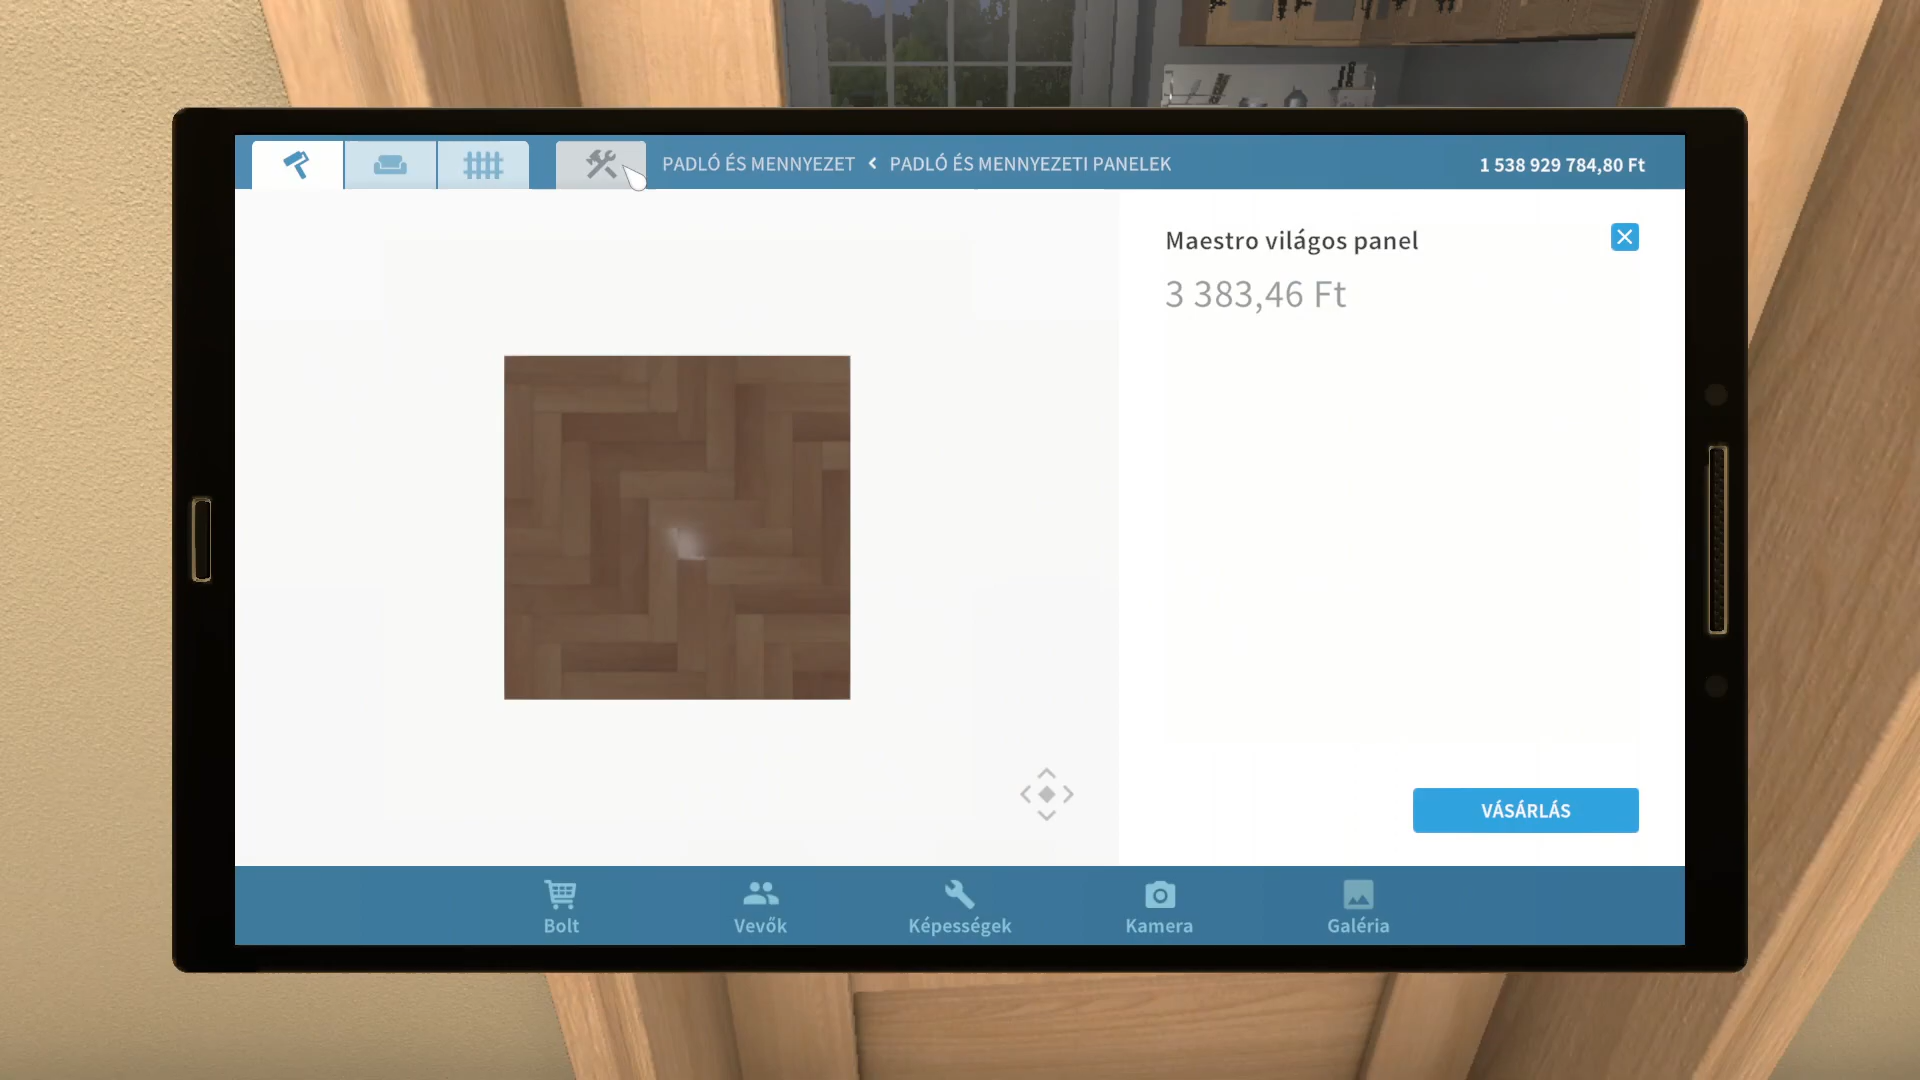 PADLÓ ÉS MENNYEZET < PADLÓ ÉS MENNYEZETI PANELEK
1 538 929 784,80 Ft
Maestro világos panel
3 383,46 Ft
VÁSÁRLÁS
Bolt
Vevők
Képességek
Kamera
Galéria